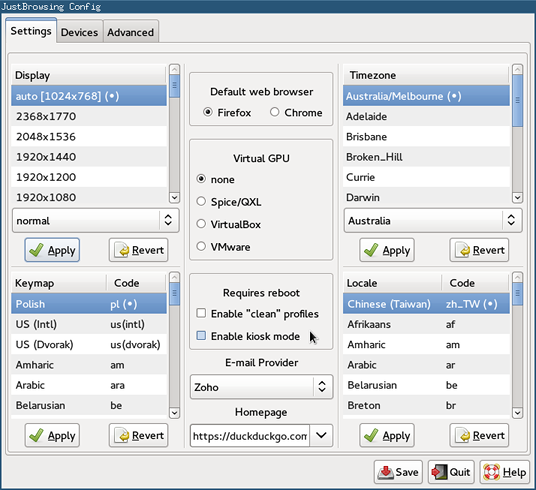 JustBrowsing Config
Settings Devices Advanced
Display
auto [1024x768] (•)
2368x1770
2048x1536
1920x1440
1920x1200
1920x1080
normal
Apply Revert
Keymap Code
Polish pl (•)
US (Intl) us(intl)
US (Dvorak) us(dvorak)
Amharic am
Arabic ara
Belarusian be
Apply Revert
Default web browser
Firefox Chrome
Virtual GPU
none
Spice/QXL
VirtualBox
VMware
Requires reboot
Enable "clean" profiles
Enable kiosk mode
E-mail Provider
Zoho
Homepage
https://duckduckgo.com
Timezone
Australia/Melbourne (•)
Adelaide
Brisbane
Broken_Hill
Currie
Darwin
Australia
Apply Revert
Locale Code
Chinese (Taiwan) zh_TW (•)
Afrikaans af
Amharic am
Arabic ar
Belarusian be
Breton br
Apply Revert
Save Quit Help